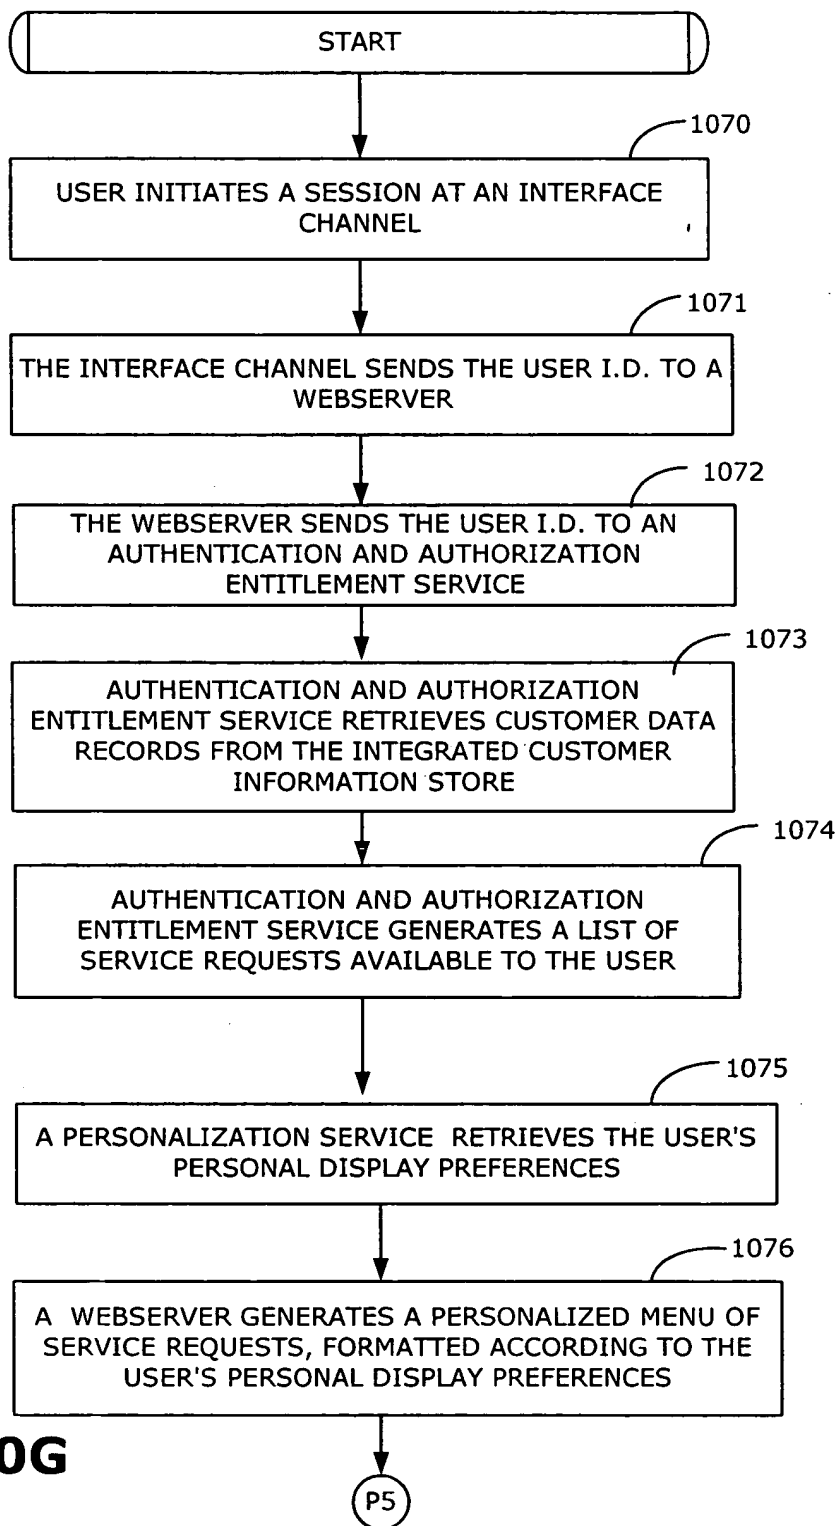 START
1070
USER INITIATES A SESSION AT AN INTERFACE
CHANNEL
1071
THE INTERFACE CHANNEL SENDS THE USER I.D. TO A
WEBSERVER
1072
THE WEBSERVER SENDS THE USER I.D. TO AN
AUTHENTICATION AND AUTHORIZATION
ENTITLEMENT SERVICE
1073
AUTHENTICATION AND AUTHORIZATION
ENTITLEMENT SERVICE RETRIEVES CUSTOMER DATA
RECORDS FROM THE INTEGRATED CUSTOMER
INFORMATION STORE
1074
AUTHENTICATION AND AUTHORIZATION
ENTITLEMENT SERVICE GENERATES A LIST OF
SERVICE REQUESTS AVAILABLE TO THE USER
1075
A PERSONALIZATION SERVICE RETRIEVES THE USER'S
PERSONAL DISPLAY PREFERENCES
1076
A WEBSERVER GENERATES A PERSONALIZED MENU OF
SERVICE REQUESTS, FORMATTED ACCORDING TO THE
USER'S PERSONAL DISPLAY PREFERENCES
0G
P5